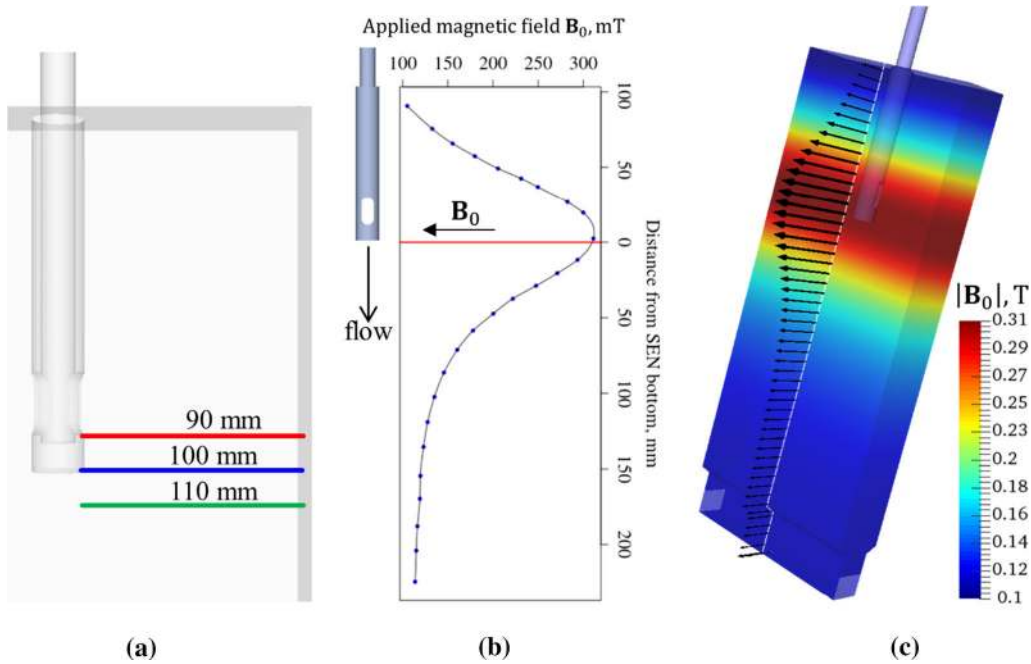 90 mm
100 mm
110 mm
(a)
Applied magnetic field B₀, mT
100 150 200 250 300
100
50
0
50
100
150
200
Distance from SEN bottom, mm
B₀
flow
(b)
|B₀|, T
0.31
0.29
0.27
0.25
0.22
0.2
0.18
0.16
0.14
0.12
0.1
(c)